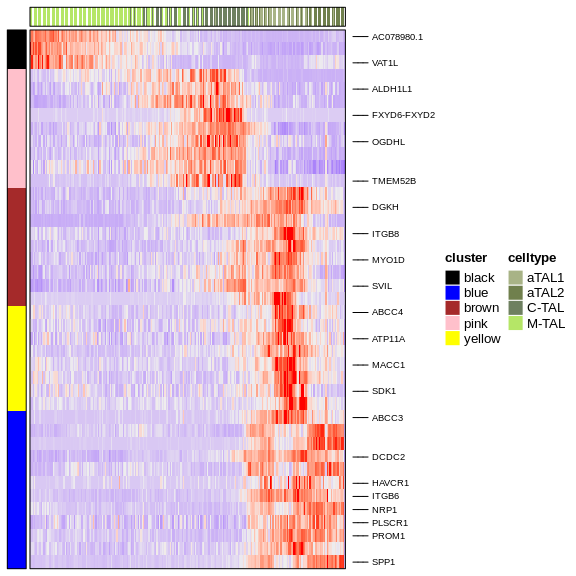 AC078980.1
VAT1L
ALDH1L1
FXYD6-FXYD2
OGDHL
TMEM52B
DGKH
ITGB8
MYO1D
SVIL
ABCC4
ATP11A
MACC1
SDK1
ABCC3
DCDC2
HAVCR1
ITGB6
NRP1
PLSCR1
PROM1
SPP1
cluster
black
blue
brown
pink
yellow
celltype
aTAL1
aTAL2
C-TAL
M-TAL